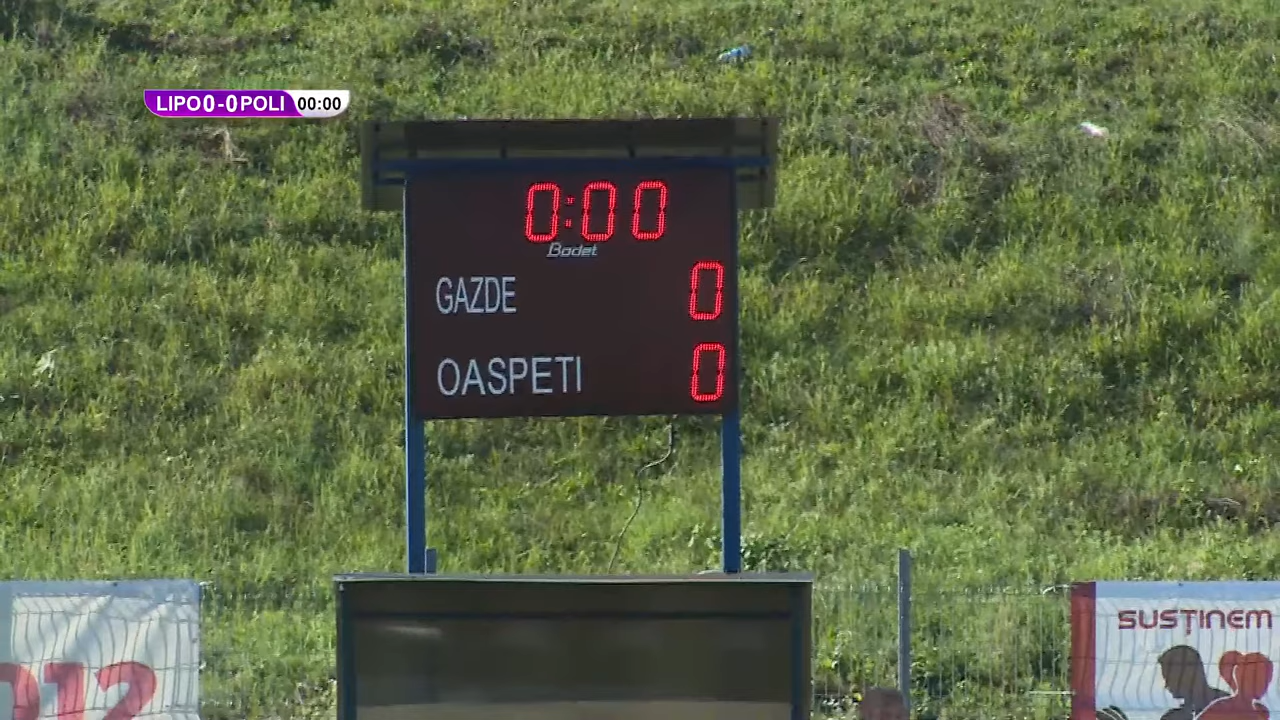 LIPO 0-0 POLI 00:00
0:00
Bodet
GAZDE 0
OASPETI 0
012
SUSȚINEM